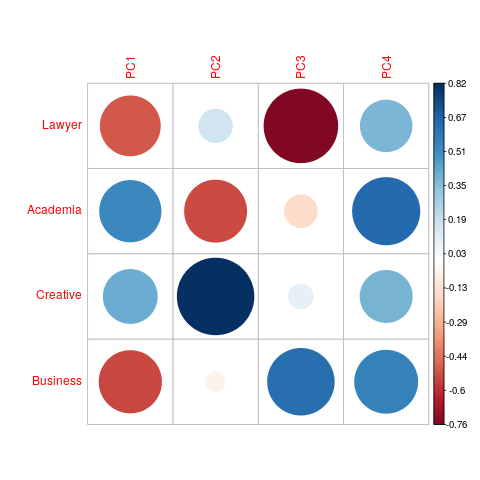 PC1 PC2 PC3 PC4
Lawyer
Academia
Creative
Business
0.82
0.67
0.51
0.35
0.19
0.03
-0.13
-0.29
-0.44
-0.6
-0.76